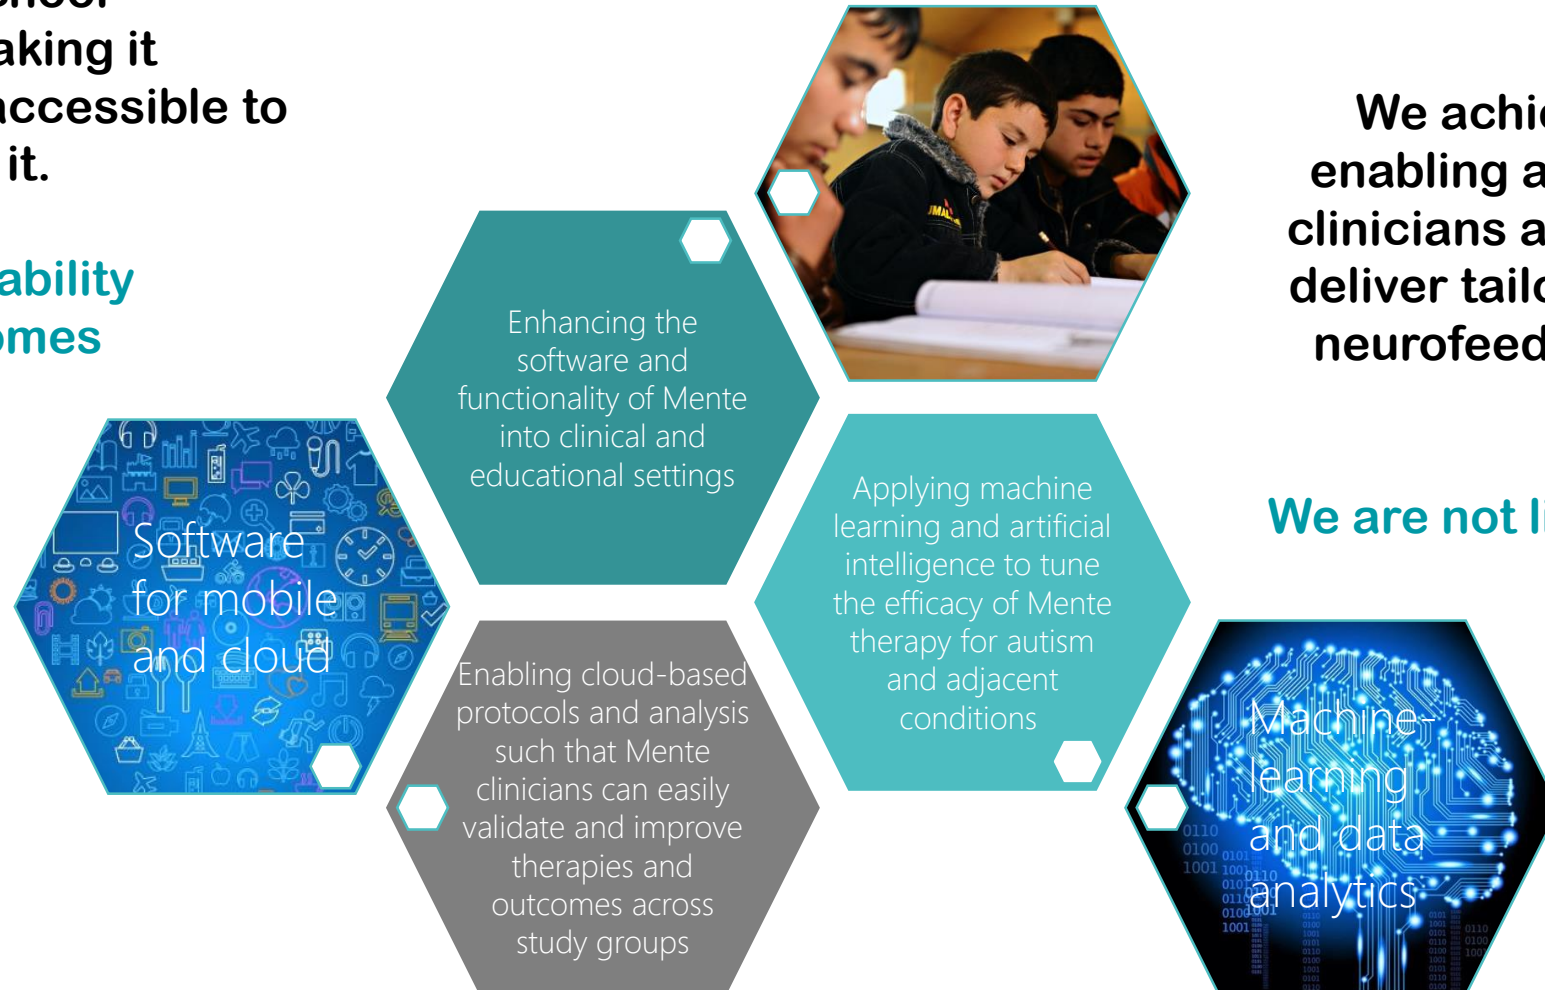 aking it
accessible to
it.
ability
omes
Enhancing the
software and
functionality of Mente
into clinical and
educational settings
We achie
enabling a
clinicians a
deliver tailo
neurofeed
We are not li
Software
for mobile
and cloud
Applying machine
learning and artificial
intelligence to tune
the efficacy of Mente
therapy for autism
and adjacent
conditions
Enabling cloud-based
protocols and analysis
such that Mente
clinicians can easily
validate and improve
therapies and
outcomes across
study groups
Machine-
learning
and data
analytics